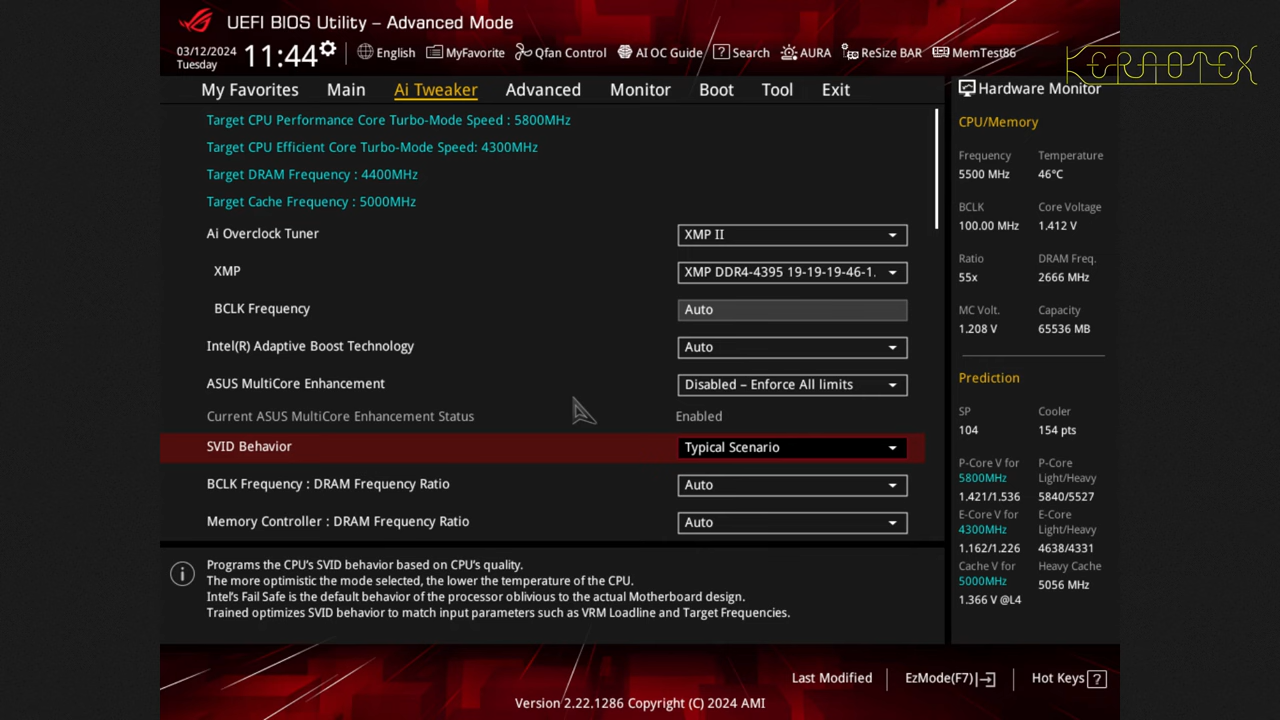 UEFI BIOS Utility – Advanced Mode
03/12/2024
Tuesday
11:44
English
MyFavorite
Qfan Control
AI OC Guide
? Search
AURA
ReSize BAR
MemTest86
KERAOTEX
My Favorites
Main
Ai Tweaker
Advanced
Monitor
Boot
Tool
Exit
Target CPU Performance Core Turbo-Mode Speed : 5800MHz
Target CPU Efficient Core Turbo-Mode Speed: 4300MHz
Target DRAM Frequency : 4400MHz
Target Cache Frequency : 5000MHz
Ai Overclock Tuner XMP II
XMP XMP DDR4-4395 19-19-19-46-1.
BCLK Frequency Auto
Intel(R) Adaptive Boost Technology Auto
ASUS MultiCore Enhancement Disabled – Enforce All limits
Current ASUS MultiCore Enhancement Status Enabled
SVID Behavior Typical Scenario
BCLK Frequency : DRAM Frequency Ratio Auto
Memory Controller : DRAM Frequency Ratio Auto
Programs the CPU's SVID behavior based on CPU's quality.
The more optimistic the mode selected, the lower the temperature of the CPU.
Intel's Fail Safe is the default behavior of the processor oblivious to the actual Motherboard design.
Trained optimizes SVID behavior to match input parameters such as VRM Loadline and Target Frequencies.
Hardware Monitor
CPU/Memory
Frequency Temperature
5500 MHz 46°C
BCLK Core Voltage
100.00 MHz 1.412 V
Ratio DRAM Freq.
55x 2666 MHz
MC Volt. Capacity
1.208 V 65536 MB
Prediction
SP Cooler
104 154 pts
P-Core V for P-Core
5800MHz Light/Heavy
1.421/1.536 5840/5527
E-Core V for E-Core
4300MHz Light/Heavy
1.162/1.226 4638/4331
Cache V for Heavy Cache
5000MHz 5056 MHz
1.366 V @L4
Last Modified
EzMode(F7)
Hot Keys ?
Version 2.22.1286 Copyright (C) 2024 AMI